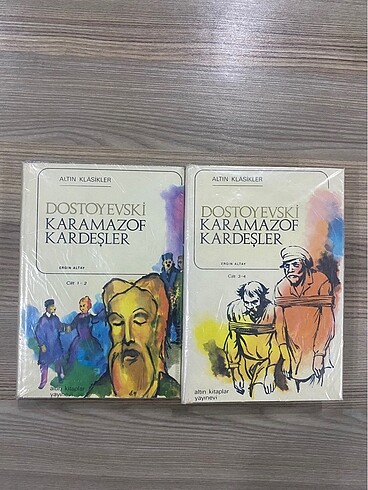 ALTIN KLASİKLER
DOSTOYEVSKİ
KARAMAZOF
KARDEŞLER
ERGİN ALTAY
Cilt 1-2
altın kitaplar
yayınevi
ALTIN KLASİKLER
DOSTOYEVSKİ
KARAMAZOF
KARDEŞLER
ERGİN ALTAY
Cilt 3-4
altın kitaplar
yayınevi